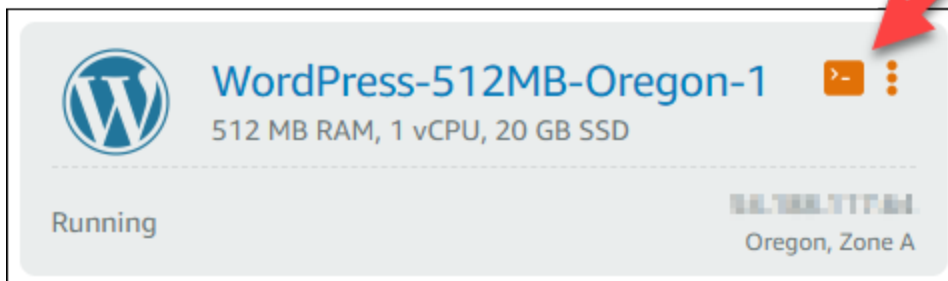 WordPress-512MB-Oregon-1
512 MB RAM, 1 vCPU, 20 GB SSD
Running
Oregon, Zone A